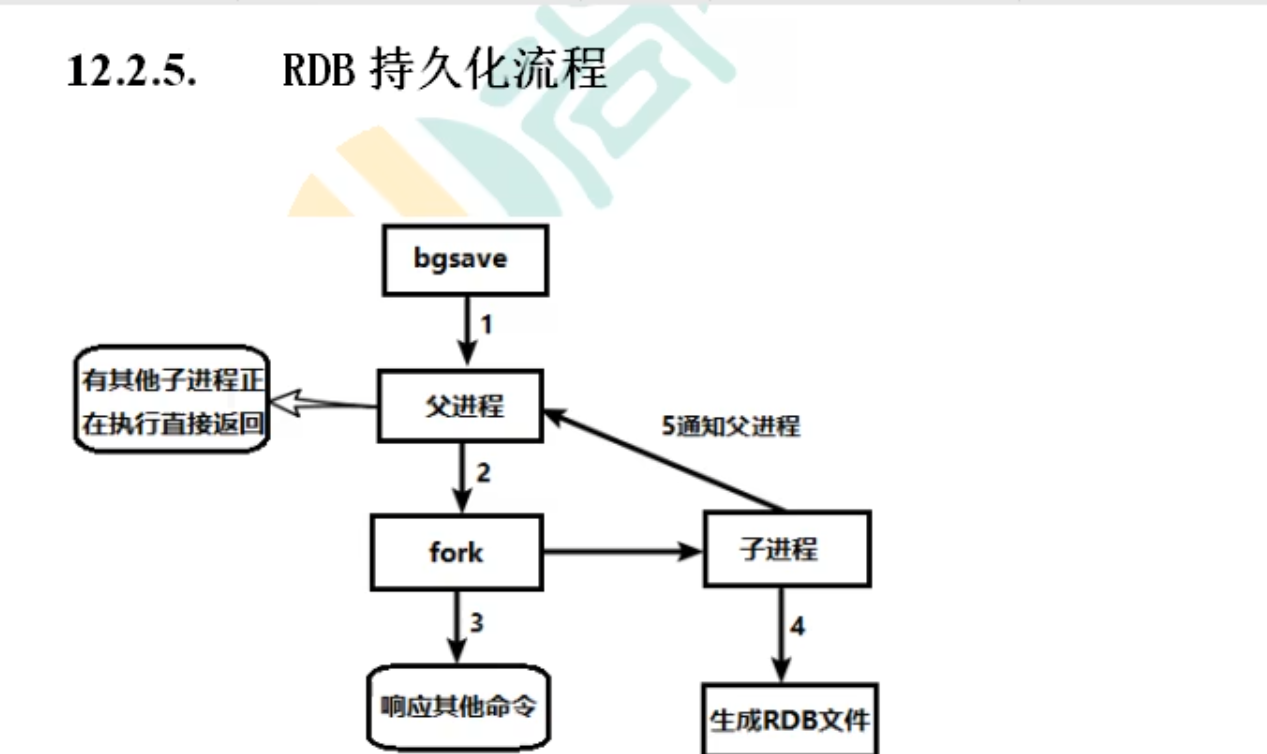 12.2.5. RDB 持久化流程
bgsave
1
有其他子进程正
在执行直接返回
父进程
5通知父进程
2
fork
子进程
3
4
响应其他命令
生成RDB文件